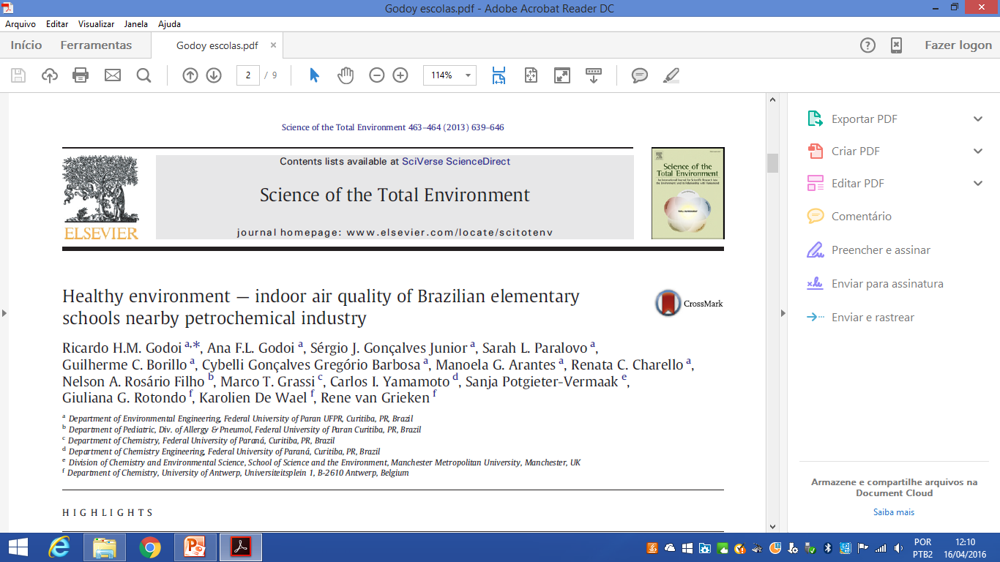 Godoy escolas.pdf - Adobe Acrobat Reader DC
Arquivo Editar Visualizar Janela Ajuda
Início Ferramentas Godoy escolas.pdf × Fazer logon
2 / 9 114%
Science of the Total Environment 463–464 (2013) 639–646
Contents lists available at SciVerse ScienceDirect
Science of the Total Environment
journal homepage: www.elsevier.com/locate/scitotenv
ELSEVIER
Science of the
Total Environment
Healthy environment — indoor air quality of Brazilian elementary
schools nearby petrochemical industry
CrossMark
Ricardo H.M. Godoi a,*, Ana F.L. Godoi a, Sérgio J. Gonçalves Junior a, Sarah L. Paralovo a,
Guilherme C. Borillo a, Cybelli Gonçalves Gregório Barbosa a, Manoela G. Arantes a, Renata C. Charello a,
Nelson A. Rosário Filho b, Marco T. Grassi c, Carlos I. Yamamoto d, Sanja Potgieter-Vermaak e,
Giuliana G. Rotondo f, Karolien De Wael f, Rene van Grieken f
a Department of Environmental Engineering, Federal University of Paran UFPR, Curitiba, PR, Brazil
b Department of Pediatric, Div. of Allergy & Pneumol, Federal University of Paran Curitiba, PR, Brazil
c Department of Chemistry, Federal University of Paraná, Curitiba, PR, Brazil
d Department of Chemistry Engineering, Federal University of Paraná, Curitiba, PR, Brazil
e Division of Chemistry and Environmental Science, School of Science and the Environment, Manchester Metropolitan University, Manchester, UK
f Department of Chemistry, University of Antwerp, Universiteitsplein 1, B-2610 Antwerp, Belgium
HIGHLIGHTS
Exportar PDF
Criar PDF
Editar PDF
Comentário
Preencher e assinar
Enviar para assinatura
Enviar e rastrear
Armazene e compartilhe arquivos na
Document Cloud
Saiba mais
POR 12:10
PTB2 16/04/2016